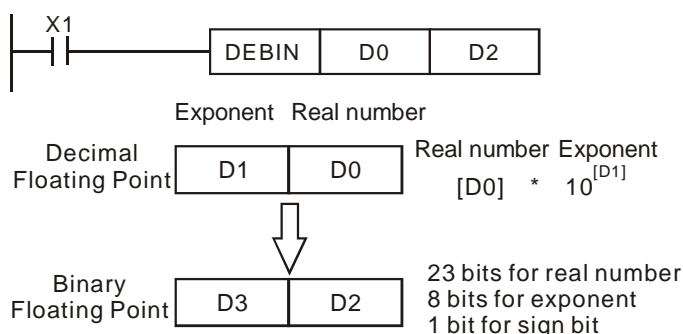 X1
DEBIN D0 D2
Exponent Real number
Decimal
Floating Point
D1 D0
Real number Exponent
[D0] * 10[D1]
Binary
Floating Point
D3 D2
23 bits for real number
8 bits for exponent
1 bit for sign bit